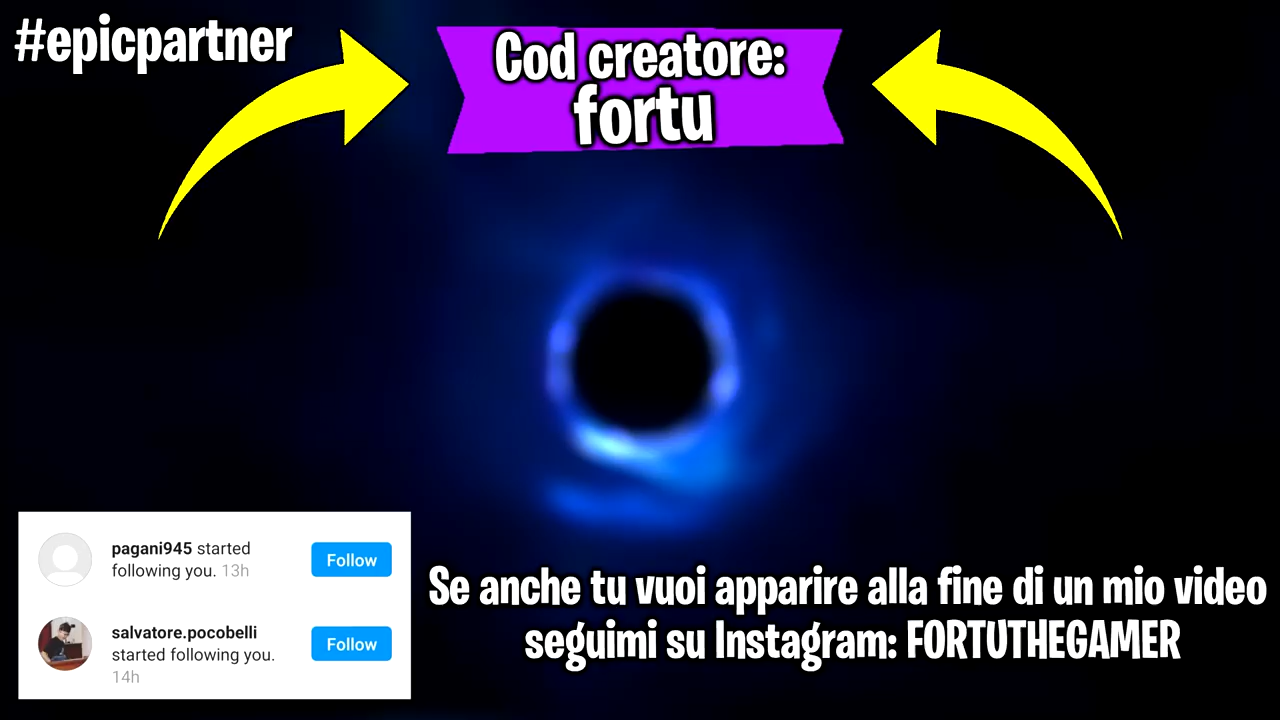 #epicpartner
Cod creatore:
fortu
pagani945 started
following you. 13h
Follow
salvatore.pocobelli
started following you.
14h
Follow
Se anche tu vuoi apparire alla fine di un mio video
seguimi su Instagram: FORTUTHEGAMER